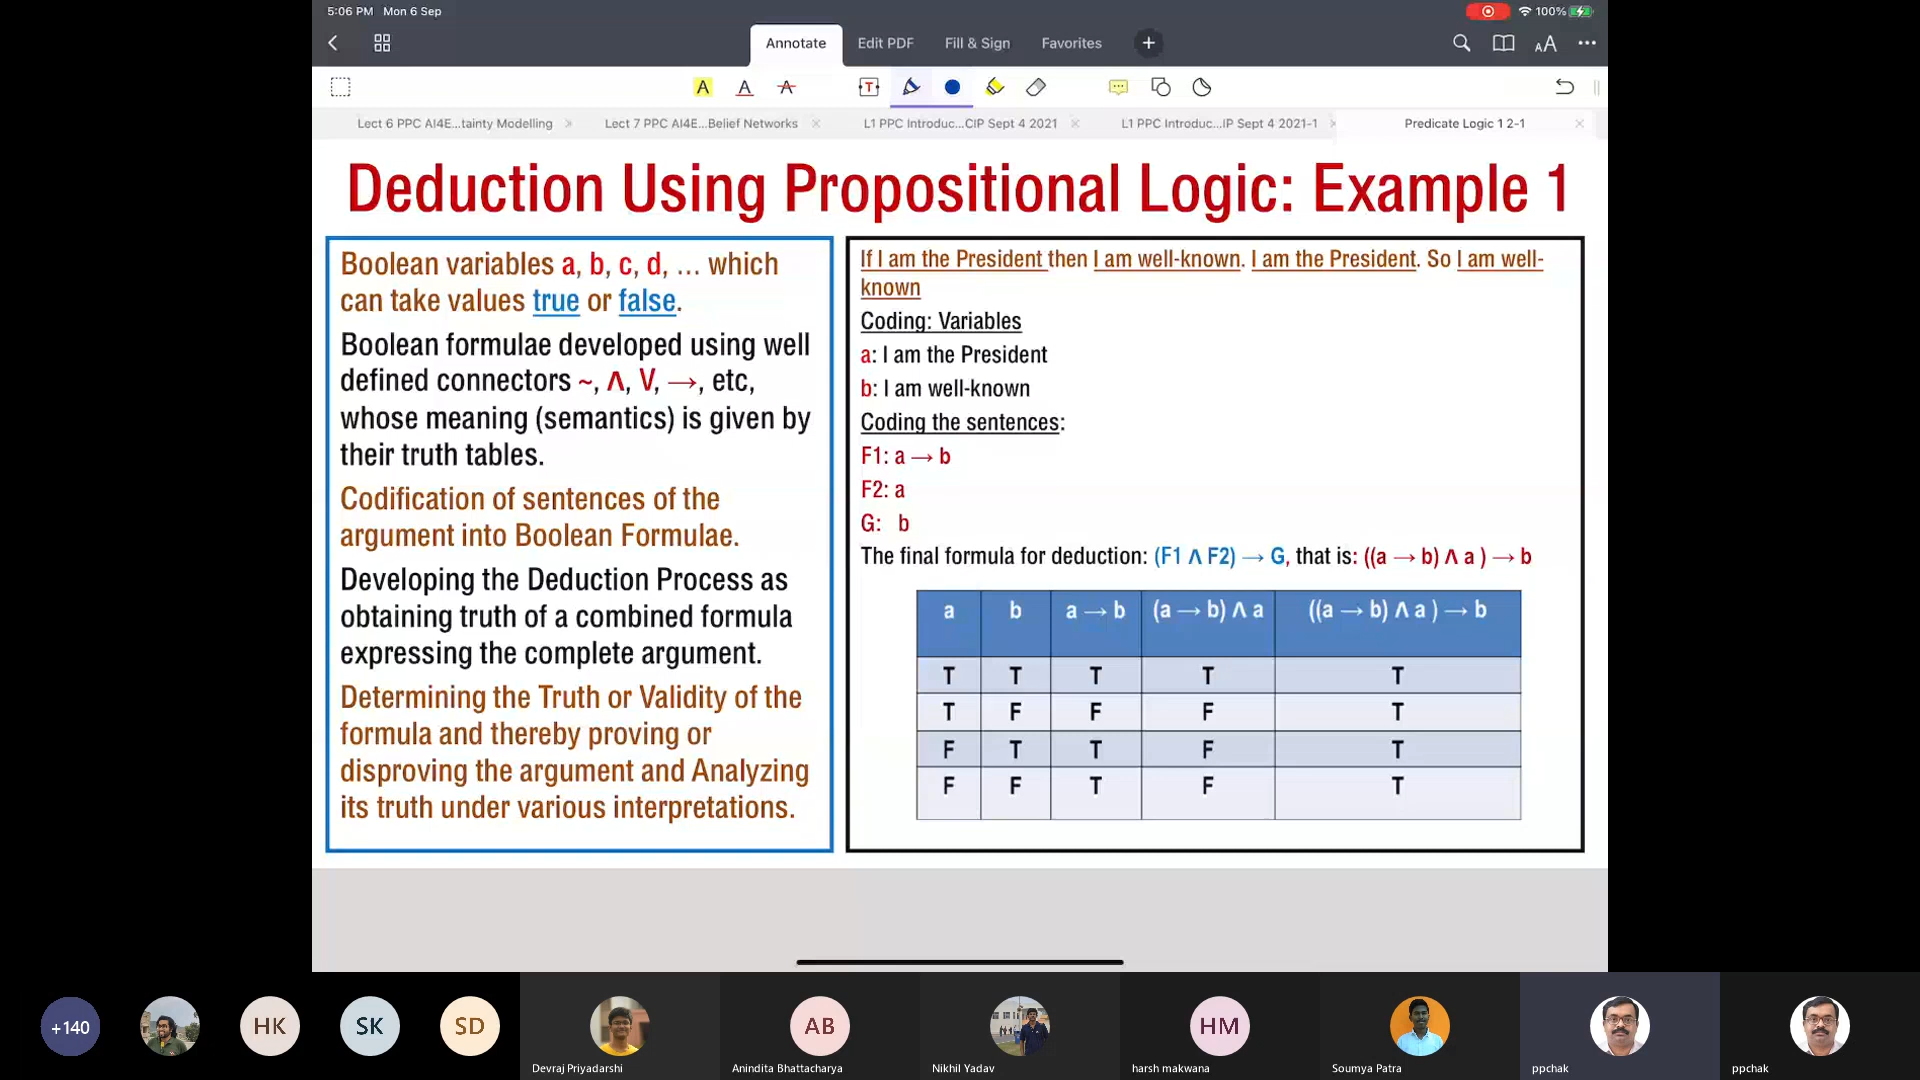 5:06 PM Mon 6 Sep
100%
Annotate Edit PDF Fill & Sign Favorites
Lect 6 PPC AI4E...tainty Modelling
Lect 7 PPC AI4E...Belief Networks
L1 PPC Introduc...CIP Sept 4 2021
L1 PPC Introduc...IP Sept 4 2021-1
Predicate Logic 1 2-1
Deduction Using Propositional Logic: Example 1
Boolean variables a, b, c, d, ... which
can take values true or false.
Boolean formulae developed using well
defined connectors ~, Λ, V, →, etc,
whose meaning (semantics) is given by
their truth tables.
Codification of sentences of the
argument into Boolean Formulae.
Developing the Deduction Process as
obtaining truth of a combined formula
expressing the complete argument.
Determining the Truth or Validity of the
formula and thereby proving or
disproving the argument and Analyzing
its truth under various interpretations.
If I am the President then I am well-known. I am the President. So I am well-
known
Coding: Variables
a: I am the President
b: I am well-known
Coding the sentences:
F1: a → b
F2: a
G: b
The final formula for deduction: (F1 Λ F2) → G, that is: ((a → b) Λ a ) → b
a b a → b (a → b) Λ a ((a → b) Λ a ) → b
T T T T T
T F F F T
F T T F T
F F T F T
+140 HK SK SD AB HM
Devraj Priyadarshi Anindita Bhattacharya Nikhil Yadav harsh makwana Soumya Patra ppchak ppchak